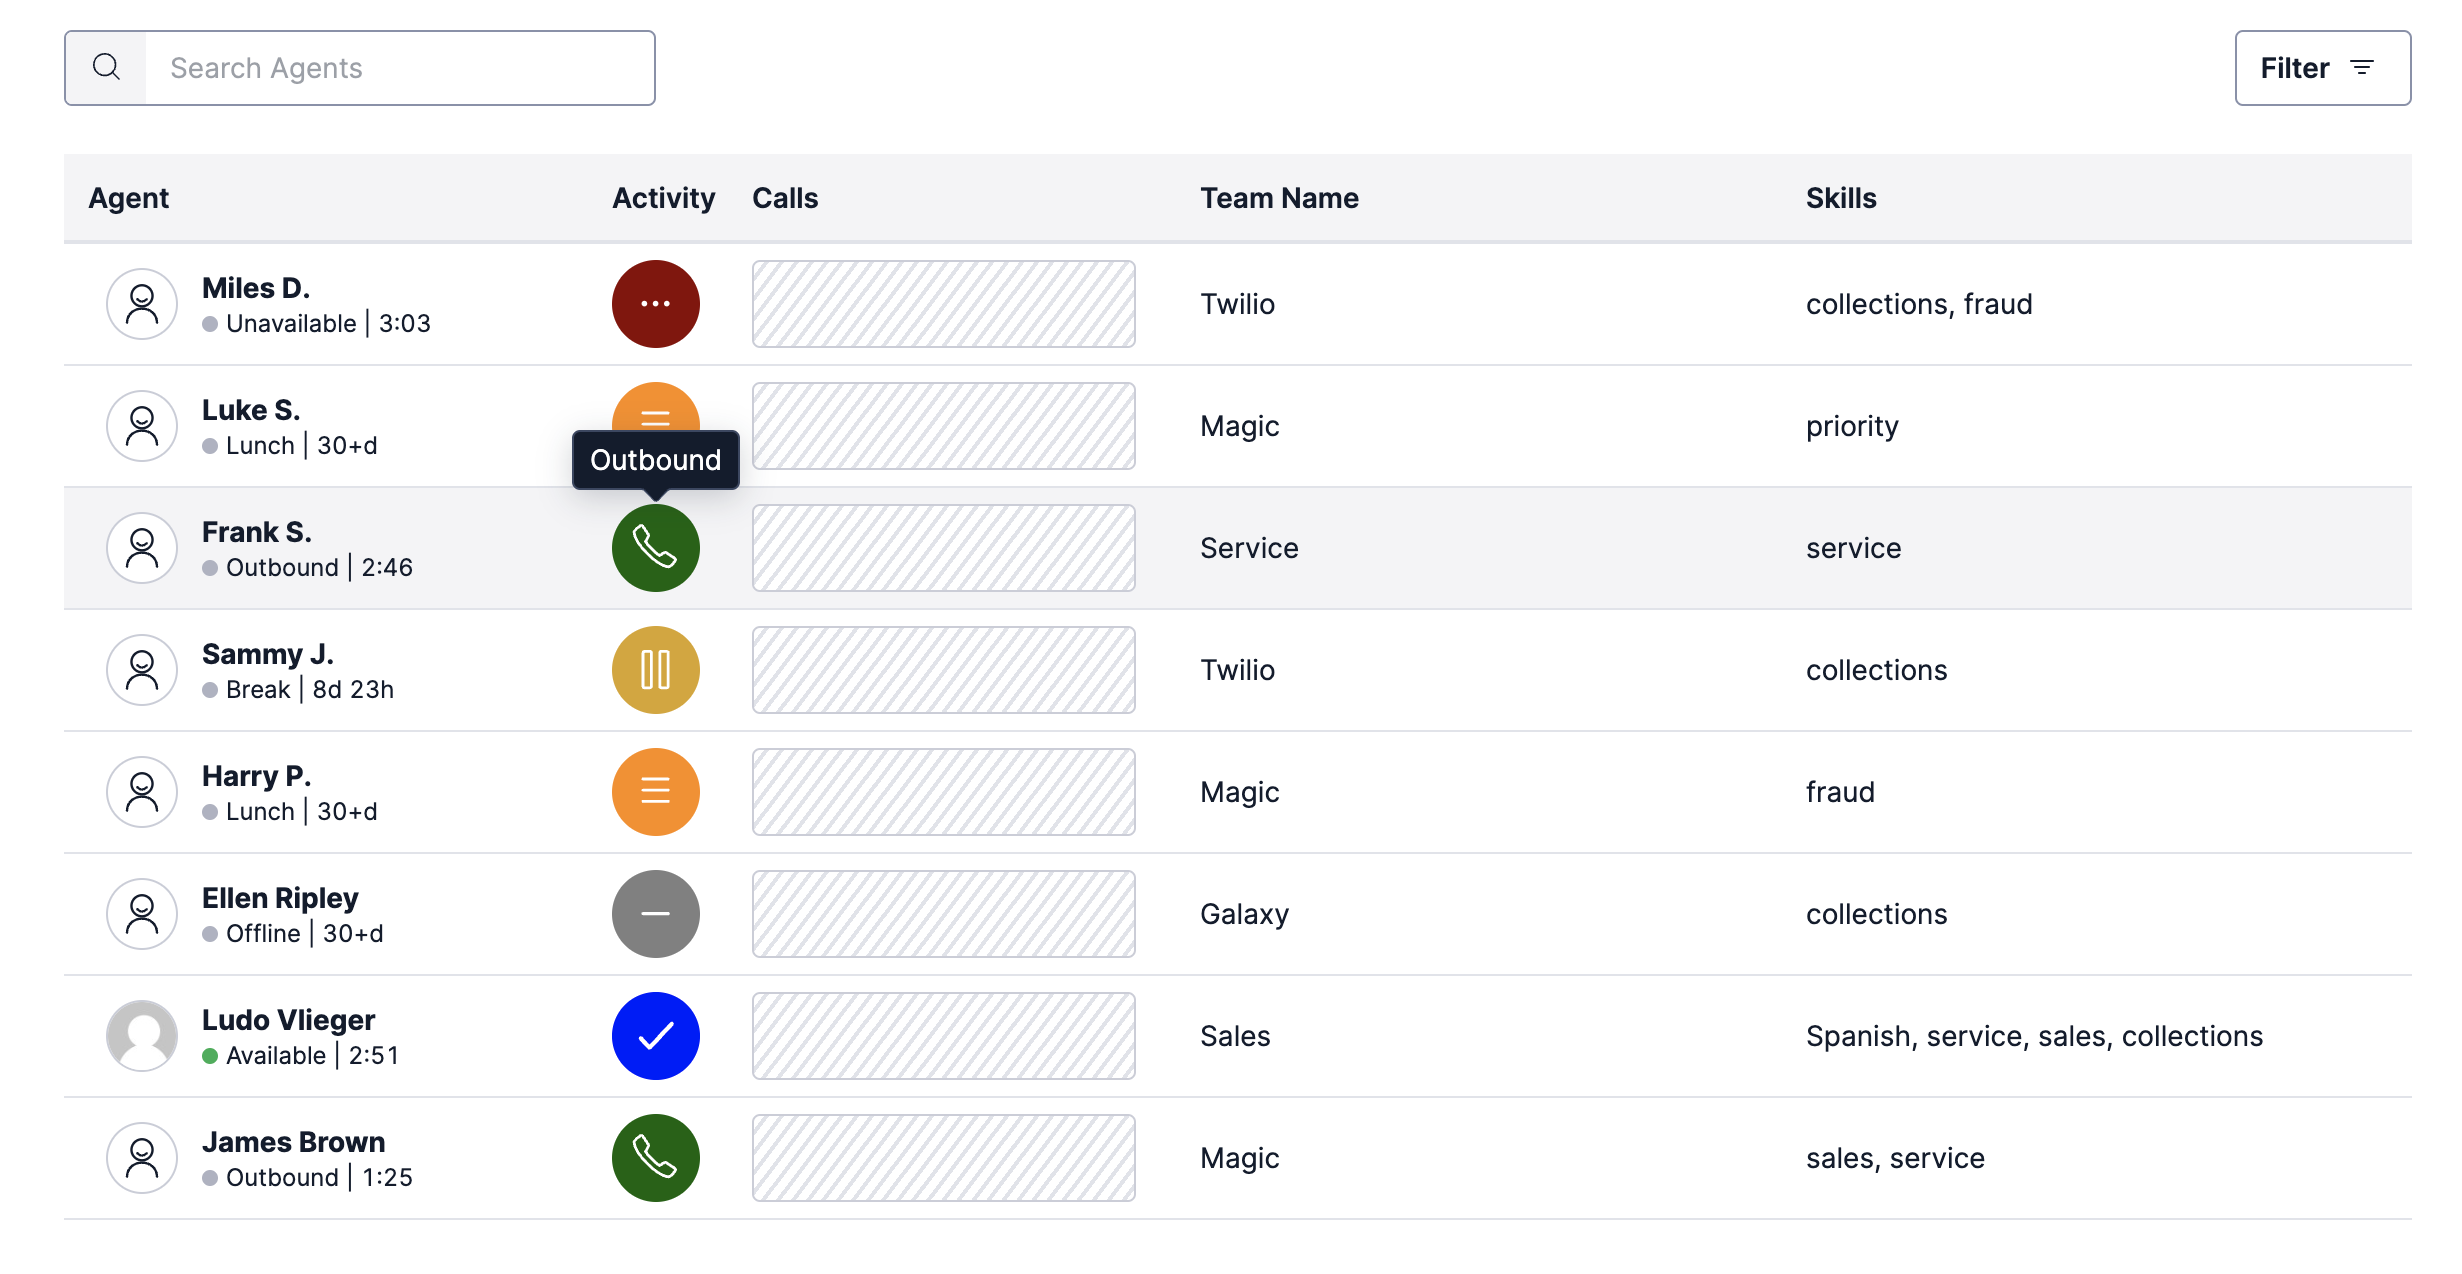 Search Agents
Filter
Agent Activity Calls Team Name Skills
Miles D.
Unavailable | 3:03
Twilio
collections, fraud
Luke S.
Lunch | 30+d
Magic
priority
Outbound
Frank S.
Outbound | 2:46
Service
service
Sammy J.
Break | 8d 23h
Twilio
collections
Harry P.
Lunch | 30+d
Magic
fraud
Ellen Ripley
Offline | 30+d
Galaxy
collections
Ludo Vlieger
Available | 2:51
Sales
Spanish, service, sales, collections
James Brown
Outbound | 1:25
Magic
sales, service